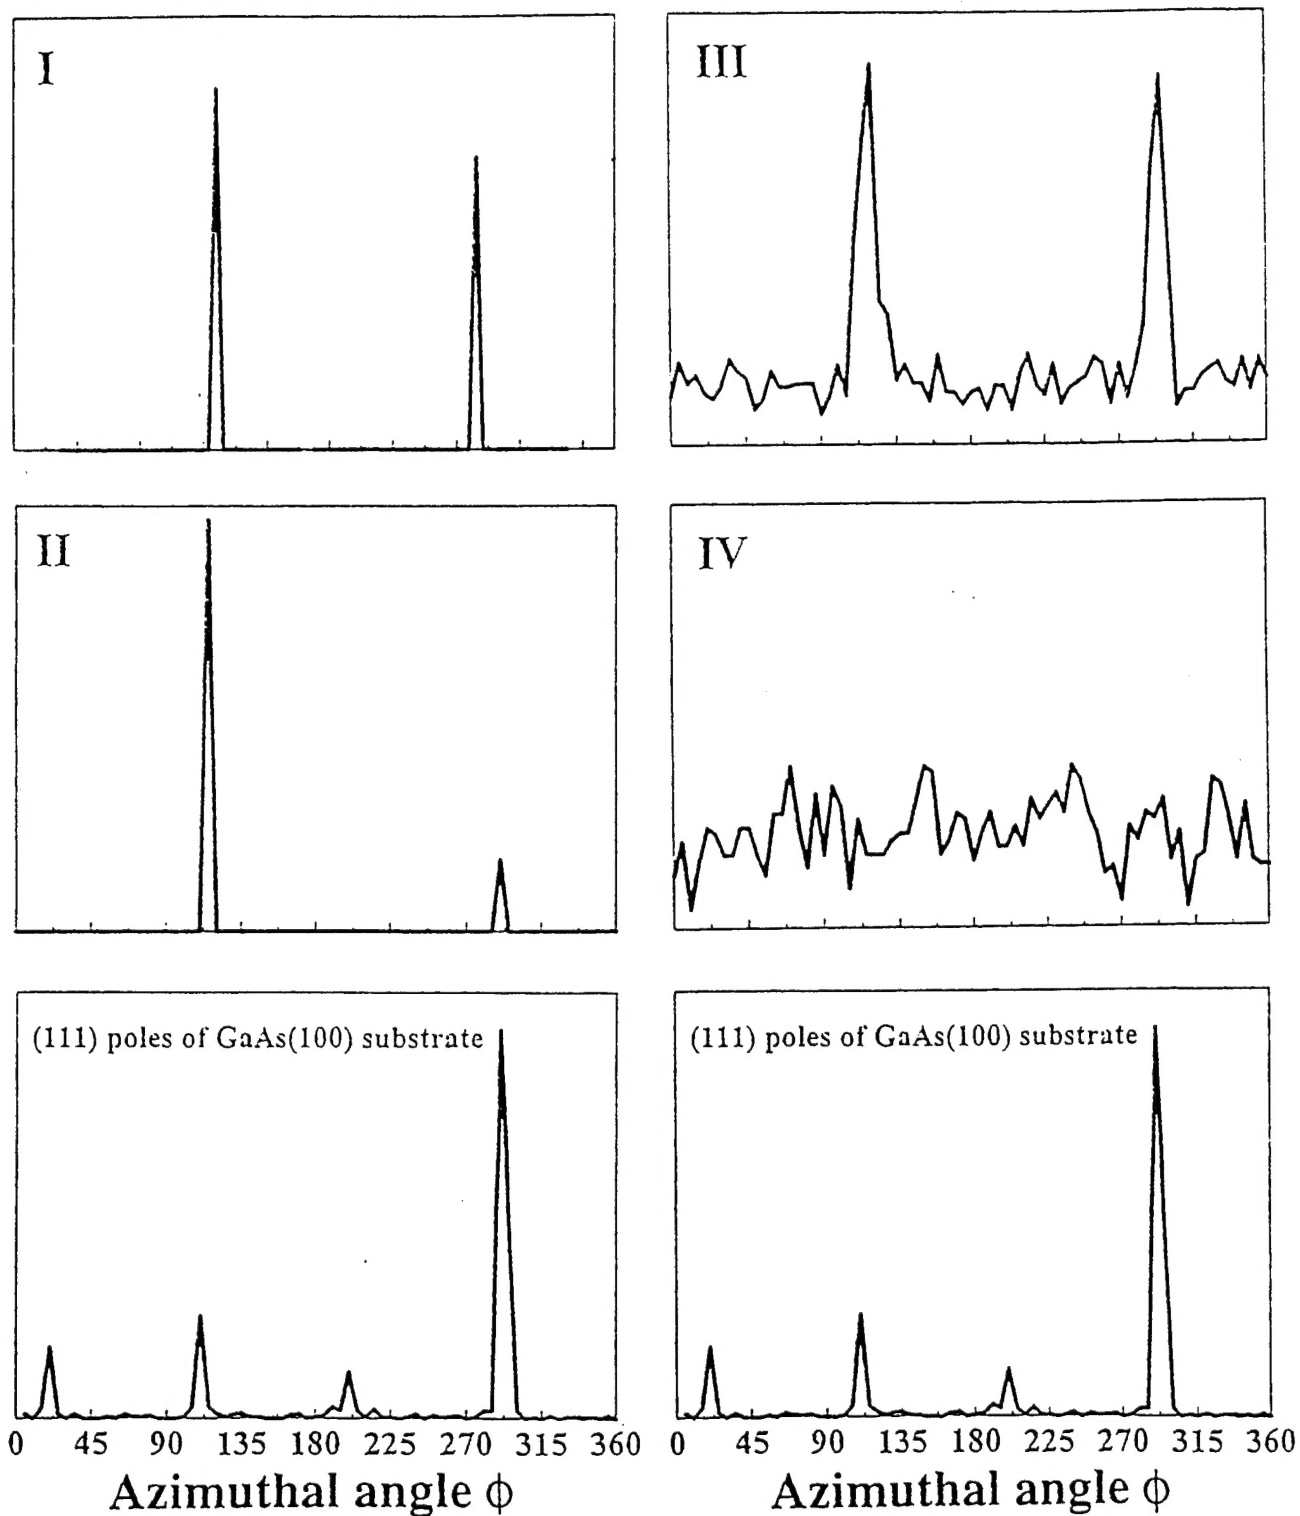 I
III
II
IV
(111) poles of GaAs(100) substrate
(111) poles of GaAs(100) substrate
0 45 90 135 180 225 270 315 360
0 45 90 135 180 225 270 315 360
Azimuthal angle ϕ
Azimuthal angle ϕ